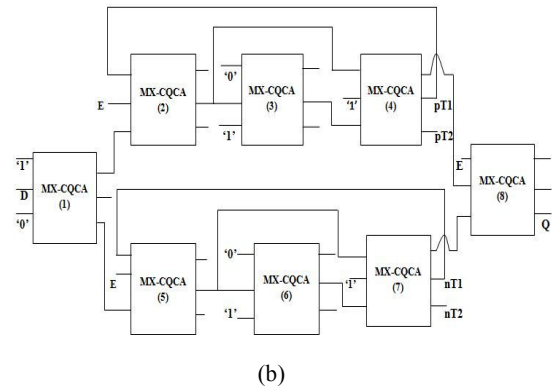 MX-CQCA
(2)
MX-CQCA
(3)
MX-CQCA
(4)
‘0’
E
‘1’
‘1’
pT1
pT2
‘1’
D
‘0’
MX-CQCA
(1)
E
MX-CQCA
(8)
Q
MX-CQCA
(5)
MX-CQCA
(6)
MX-CQCA
(7)
‘0’
E
‘1’
‘1’
nT1
nT2
(b)